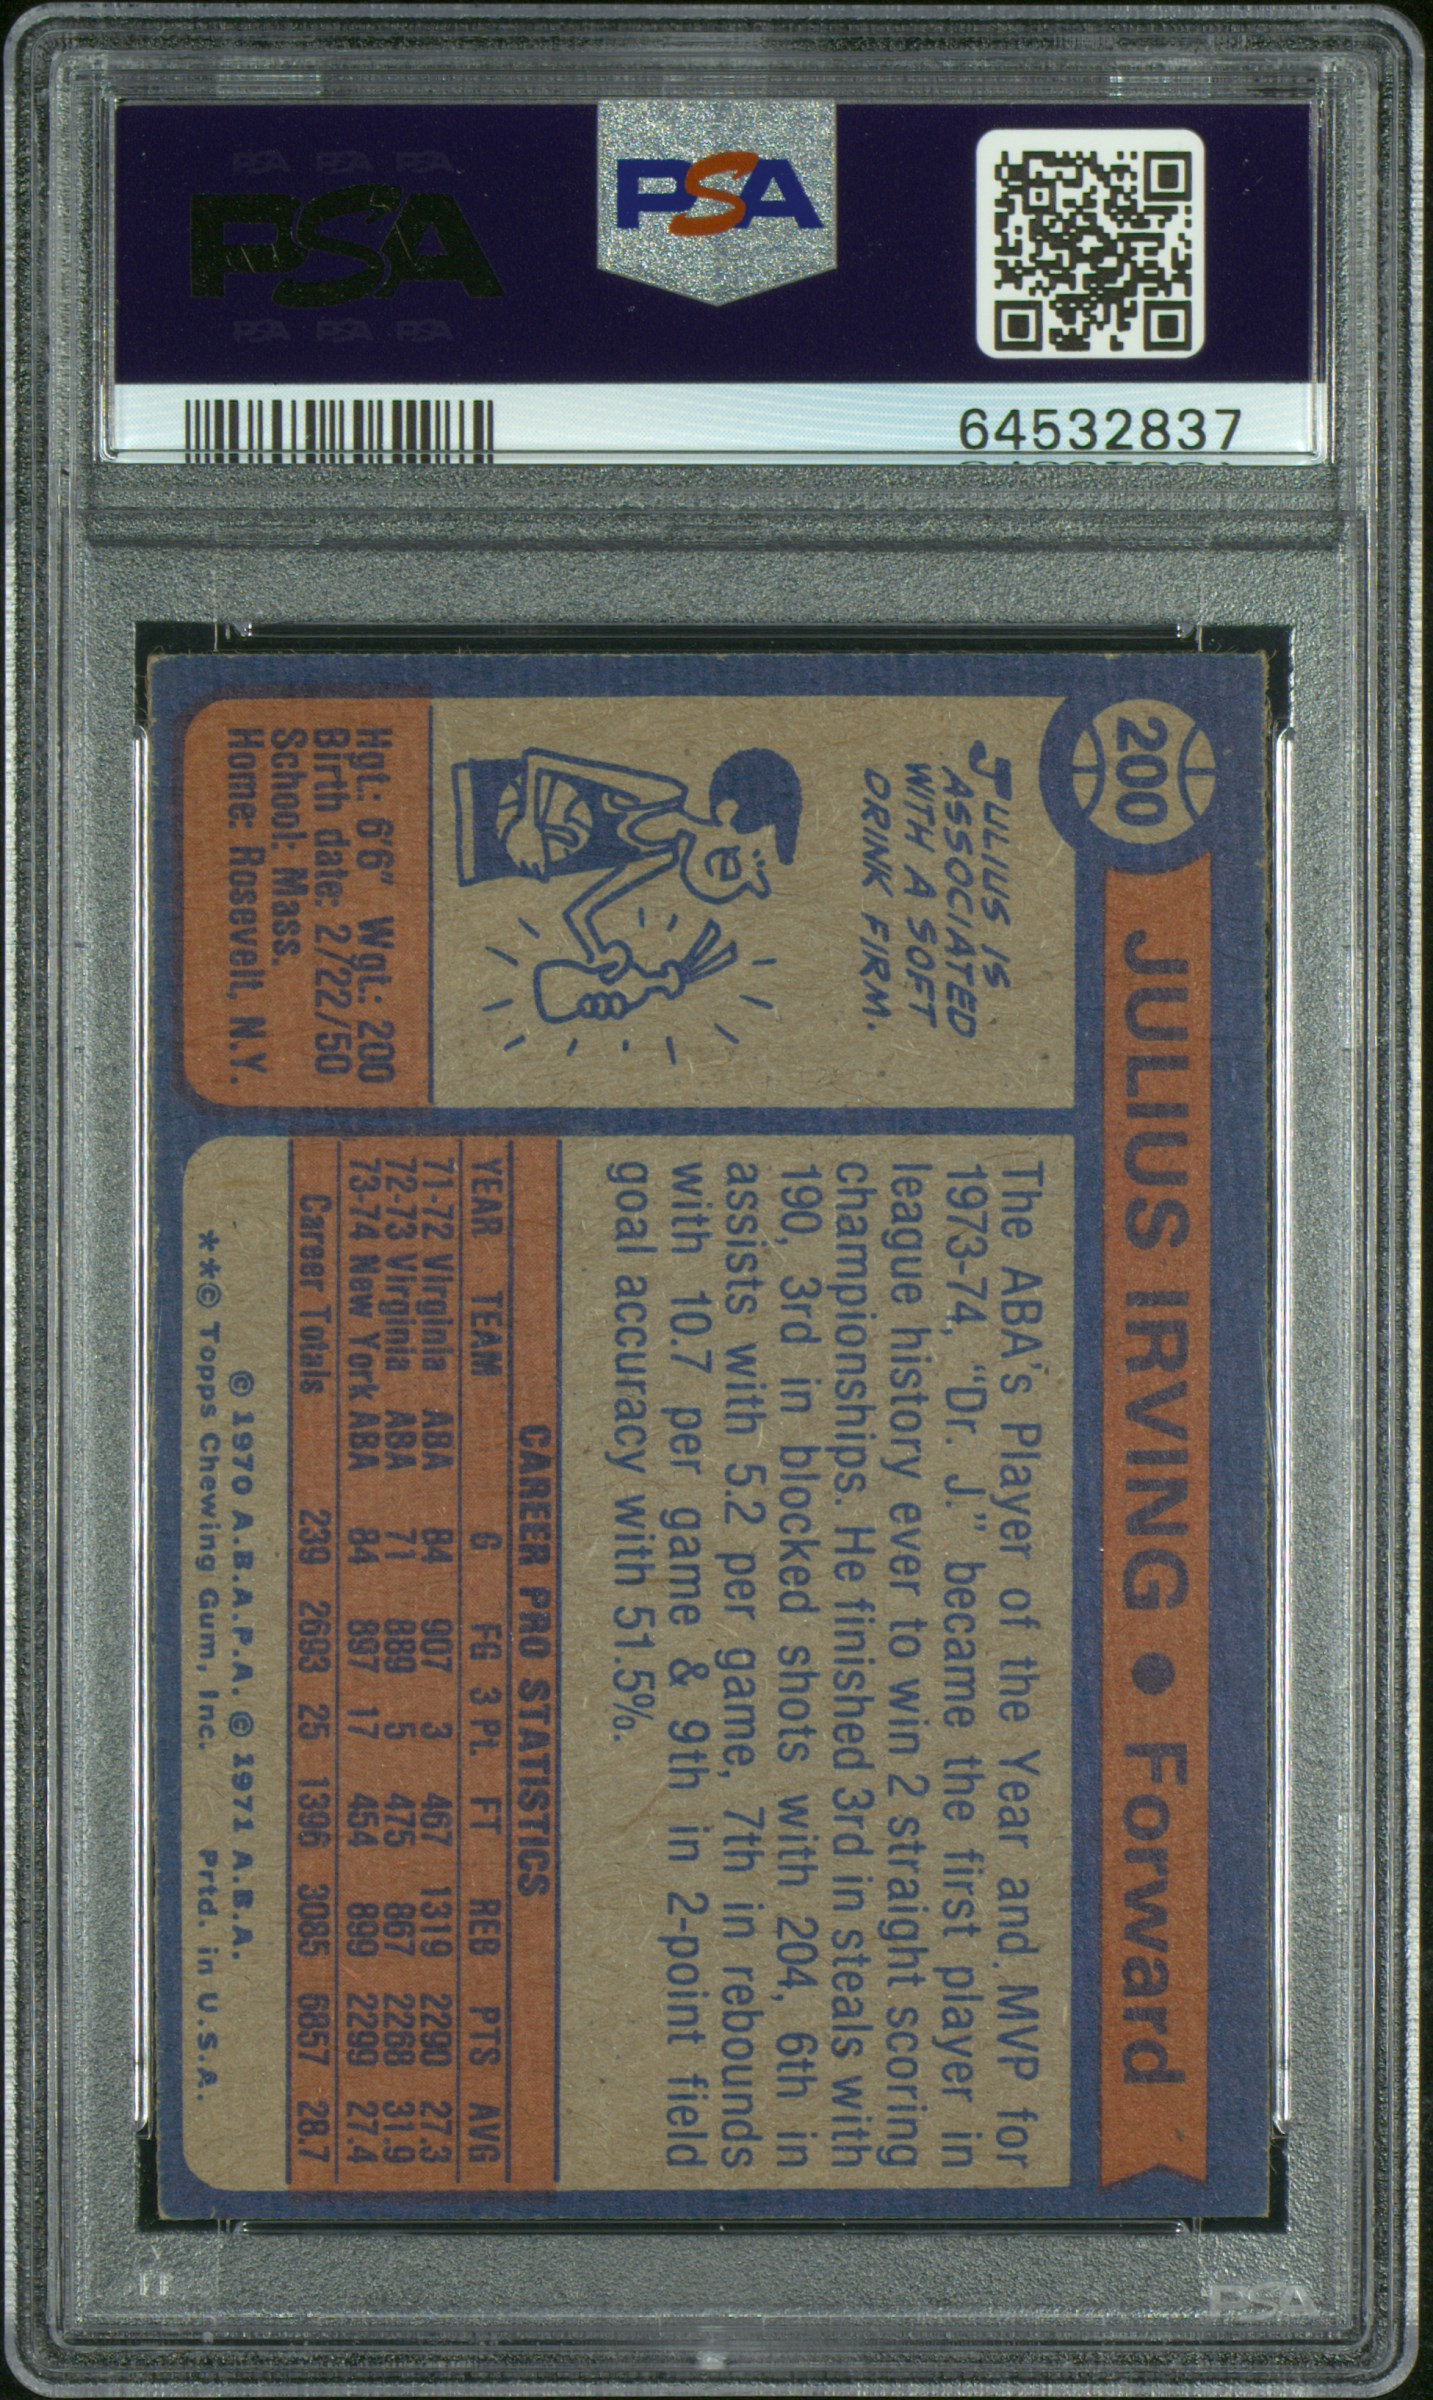 PSA PSA PSA
PSA
PSA PSA PSA
PSA
64532837
200
JULIUS IRVING • Forward
JULIUS IS
ASSOCIATED
WITH A SOFT
DRINK FIRM.
Hgt.: 6'6" Wgt.: 200
Birth date: 2/22/50
School: Mass.
Home: Rosevelt, N.Y.
The ABA's Player of the Year and MVP for
1973-74, "Dr. J." became the first player in
league history ever to win 2 straight scoring
championships. He finished 3rd in steals with
190, 3rd in blocked shots with 204, 6th in
assists with 5.2 per game, 7th in rebounds
with 10.7 per game & 9th in 2-point field
goal accuracy with 51.5%.
CAREER PRO STATISTICS
YEAR TEAM G FG 3 Pt. FT REB PTS AVG
71-72 Virginia ABA 84 907 3 467 1319 2290 27.3
72-73 Virginia ABA 71 889 5 475 867 2268 31.9
73-74 New York ABA 84 897 17 454 899 2299 27.4
Career Totals 239 2693 25 1396 3085 6857 28.7
© 1970 A.B.A.P.A. © 1971 A.B.A.
**© Topps Chewing Gum, Inc. Prtd. in U.S.A.
PSA